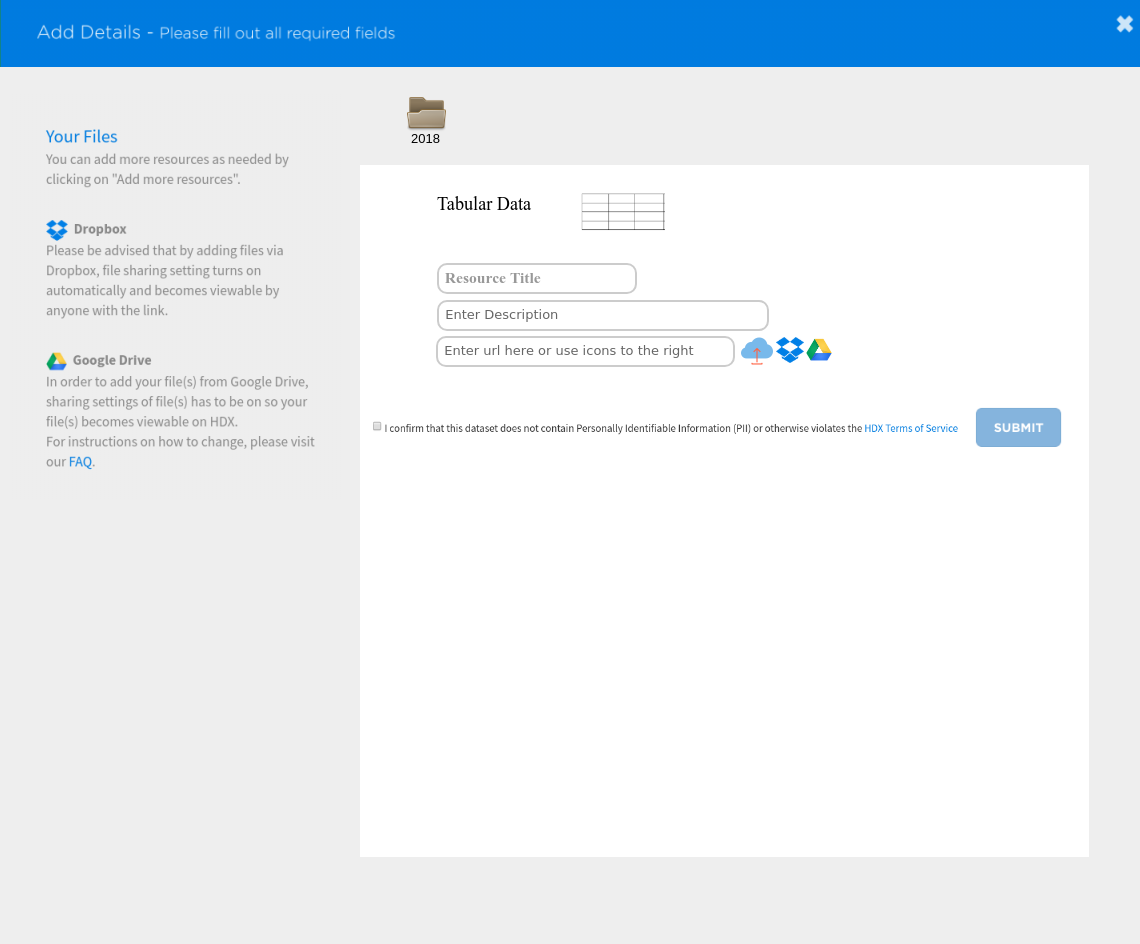 Add Details - Please fill out all required fields
2018
Your Files
You can add more resources as needed by
clicking on "Add more resources".
Dropbox
Please be advised that by adding files via
Dropbox, file sharing setting turns on
automatically and becomes viewable by
anyone with the link.
Google Drive
In order to add your file(s) from Google Drive,
sharing settings of file(s) has to be on so your
file(s) becomes viewable on HDX.
For instructions on how to change, please visit
our FAQ.
Tabular Data
Resource Title
Enter Description
Enter url here or use icons to the right
I confirm that this dataset does not contain Personally Identifiable Information (PII) or otherwise violates the HDX Terms of Service
SUBMIT